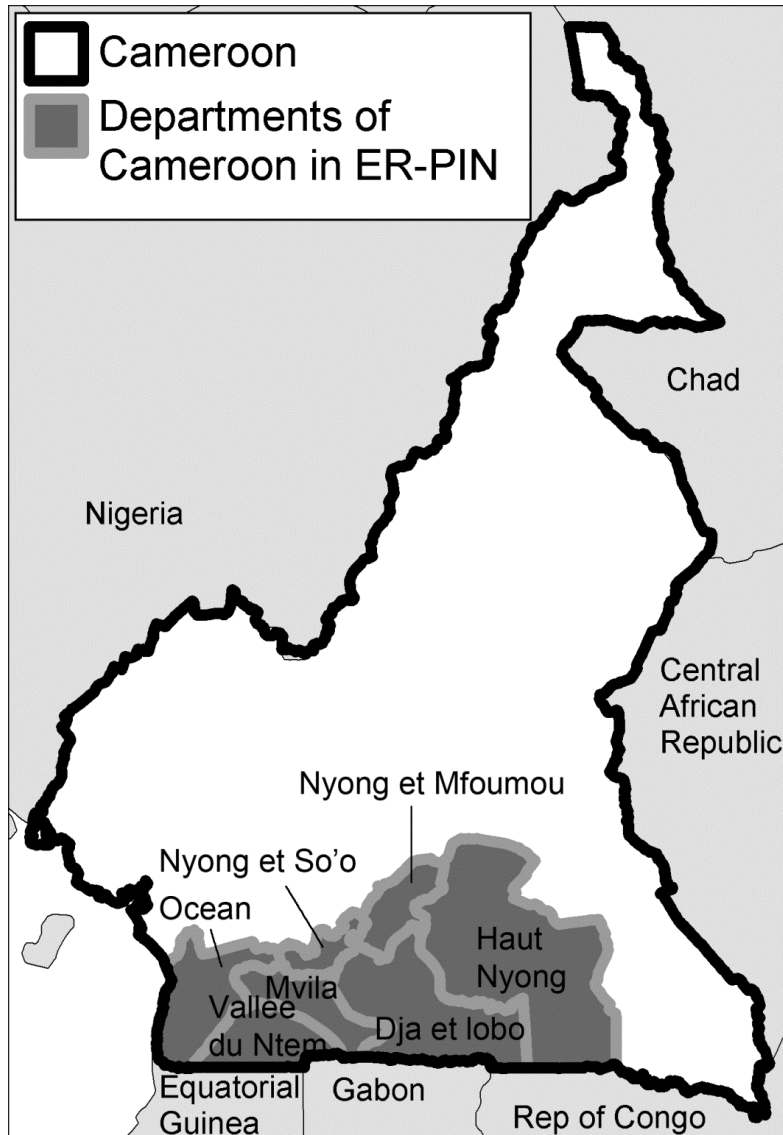 Cameroon
Departments of
Cameroon in ER-PIN
Chad
Nigeria
Central
African
Republic
Nyong et Mfoumou
Nyong et So'o
Ocean
Haut
Nyong
Mvila
Vallée
du Ntem
Dja et lobo
Equatorial
Guinea
Gabon
Rep of Congo